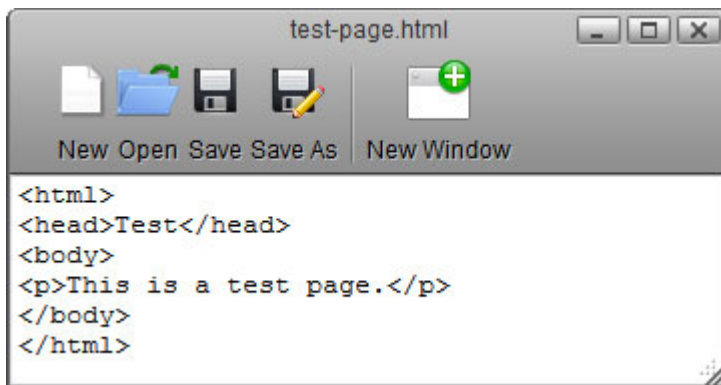 test-page.html
New Open Save Save As New Window
<html>
<head>Test</head>
<body>
<p>This is a test page.</p>
</body>
</html>